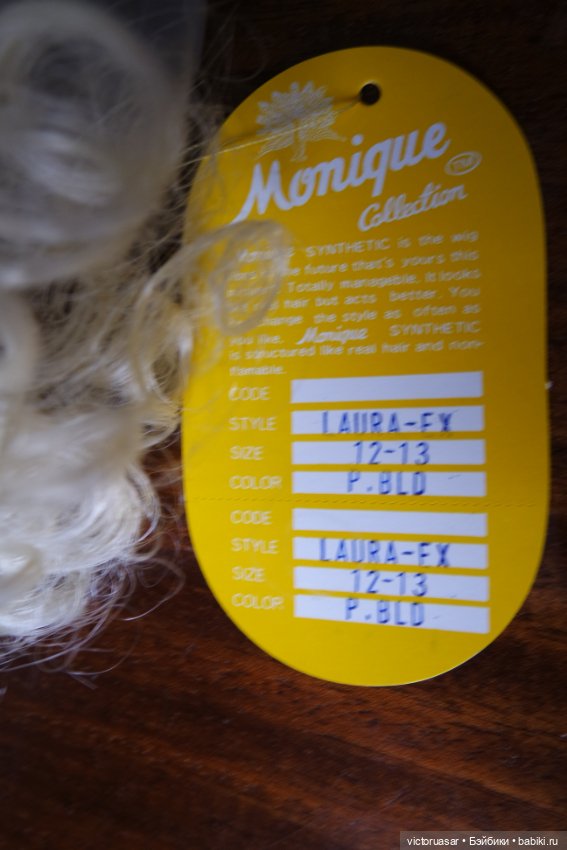 Monique
TM
Collection
SYNTHETIC is the wig
the future that's yours this
Totally managable. It looks
hair but acts better. You
change the style as often as
you like. Monique SYNTHETIC
is structured like real hair and non-
flamable.
CODE
STYLE LAURA-FX
SIZE 12-13
COLOR P.BLD
CODE
STYLE LAURA-FX
SIZE 12-13
COLOR P.BLD
victoruasar • Бэйбики • babiki.ru